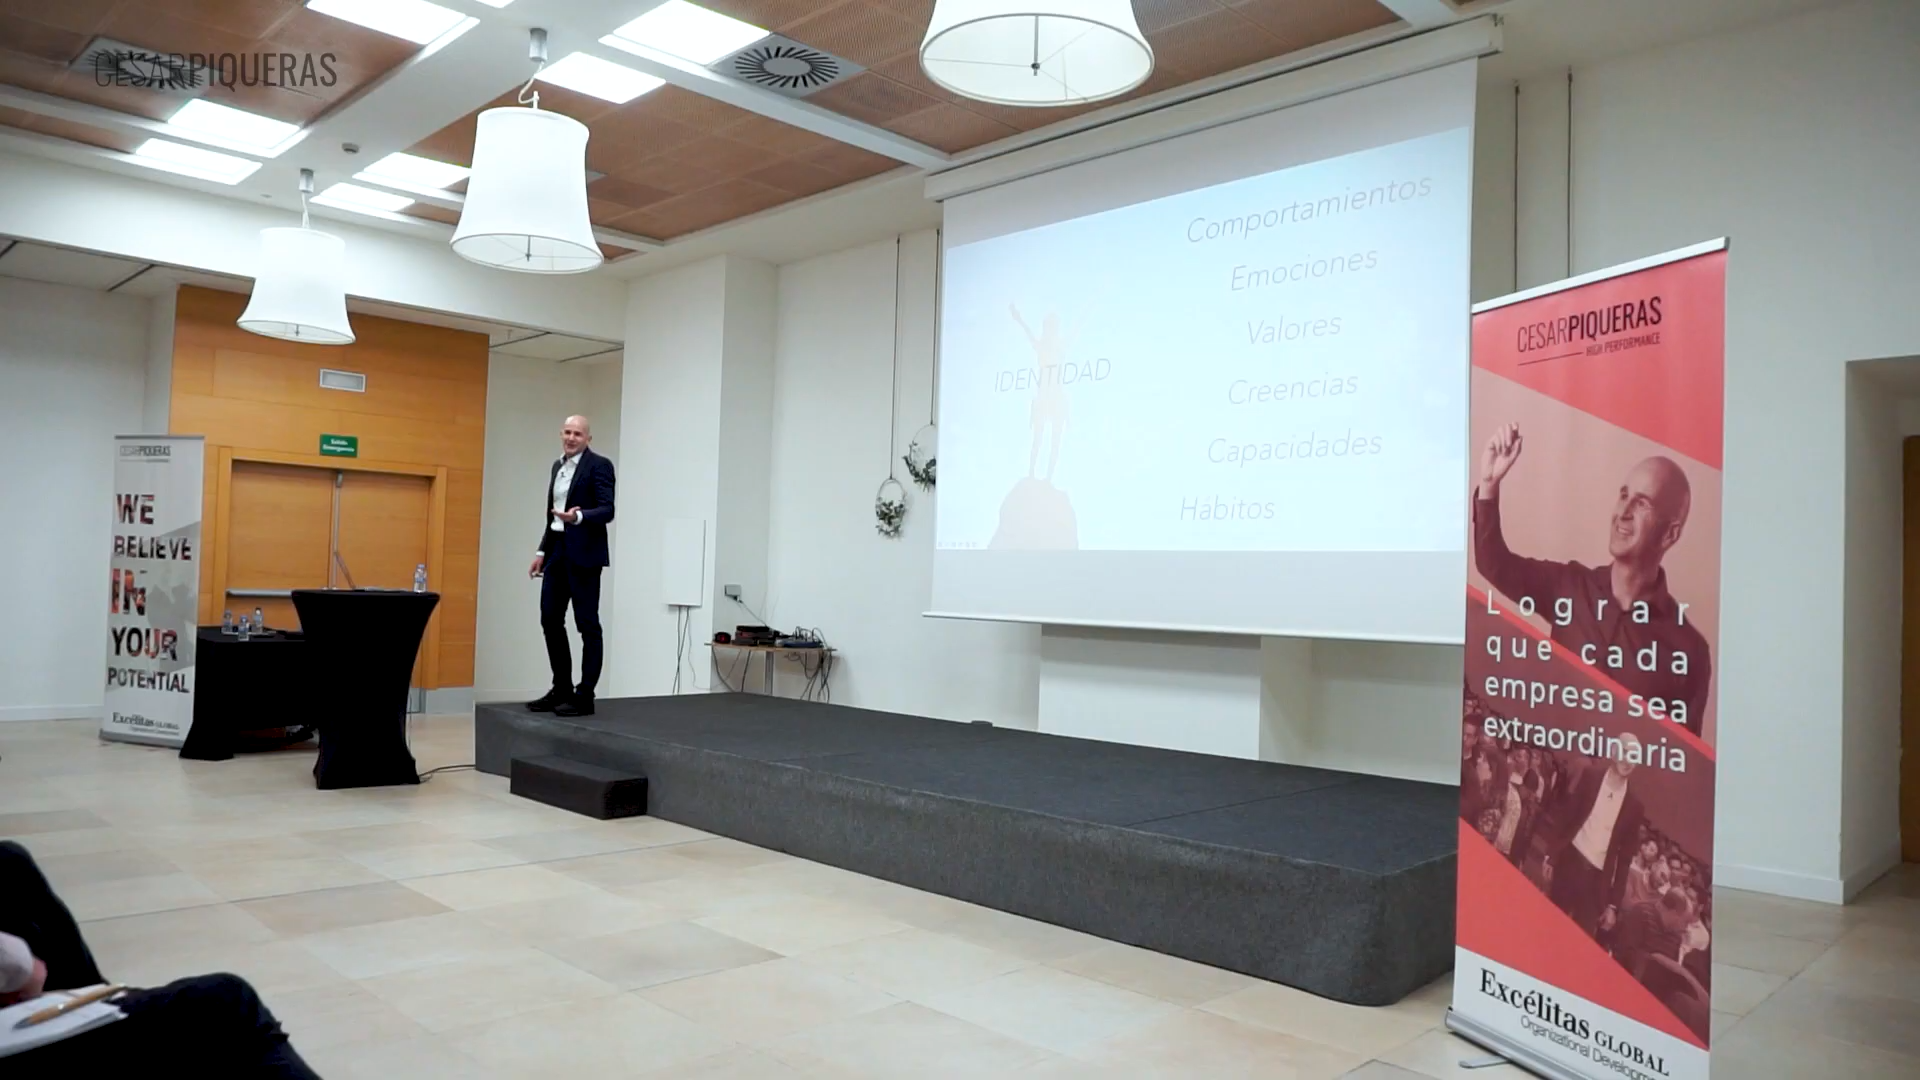 CESARPIQUERAS
Comportamientos
Emociones
Valores
IDENTIDAD
Creencias
Capacidades
Hábitos
Salida
Emergencia
CESARPIQUERAS
WE
BELIEVE
IN
YOUR
POTENTIAL
Excélitas GLOBAL
CESARPIQUERAS
HIGH PERFORMANCE
Lograr
que cada
empresa sea
extraordinaria
Excélitas GLOBAL
Organizational